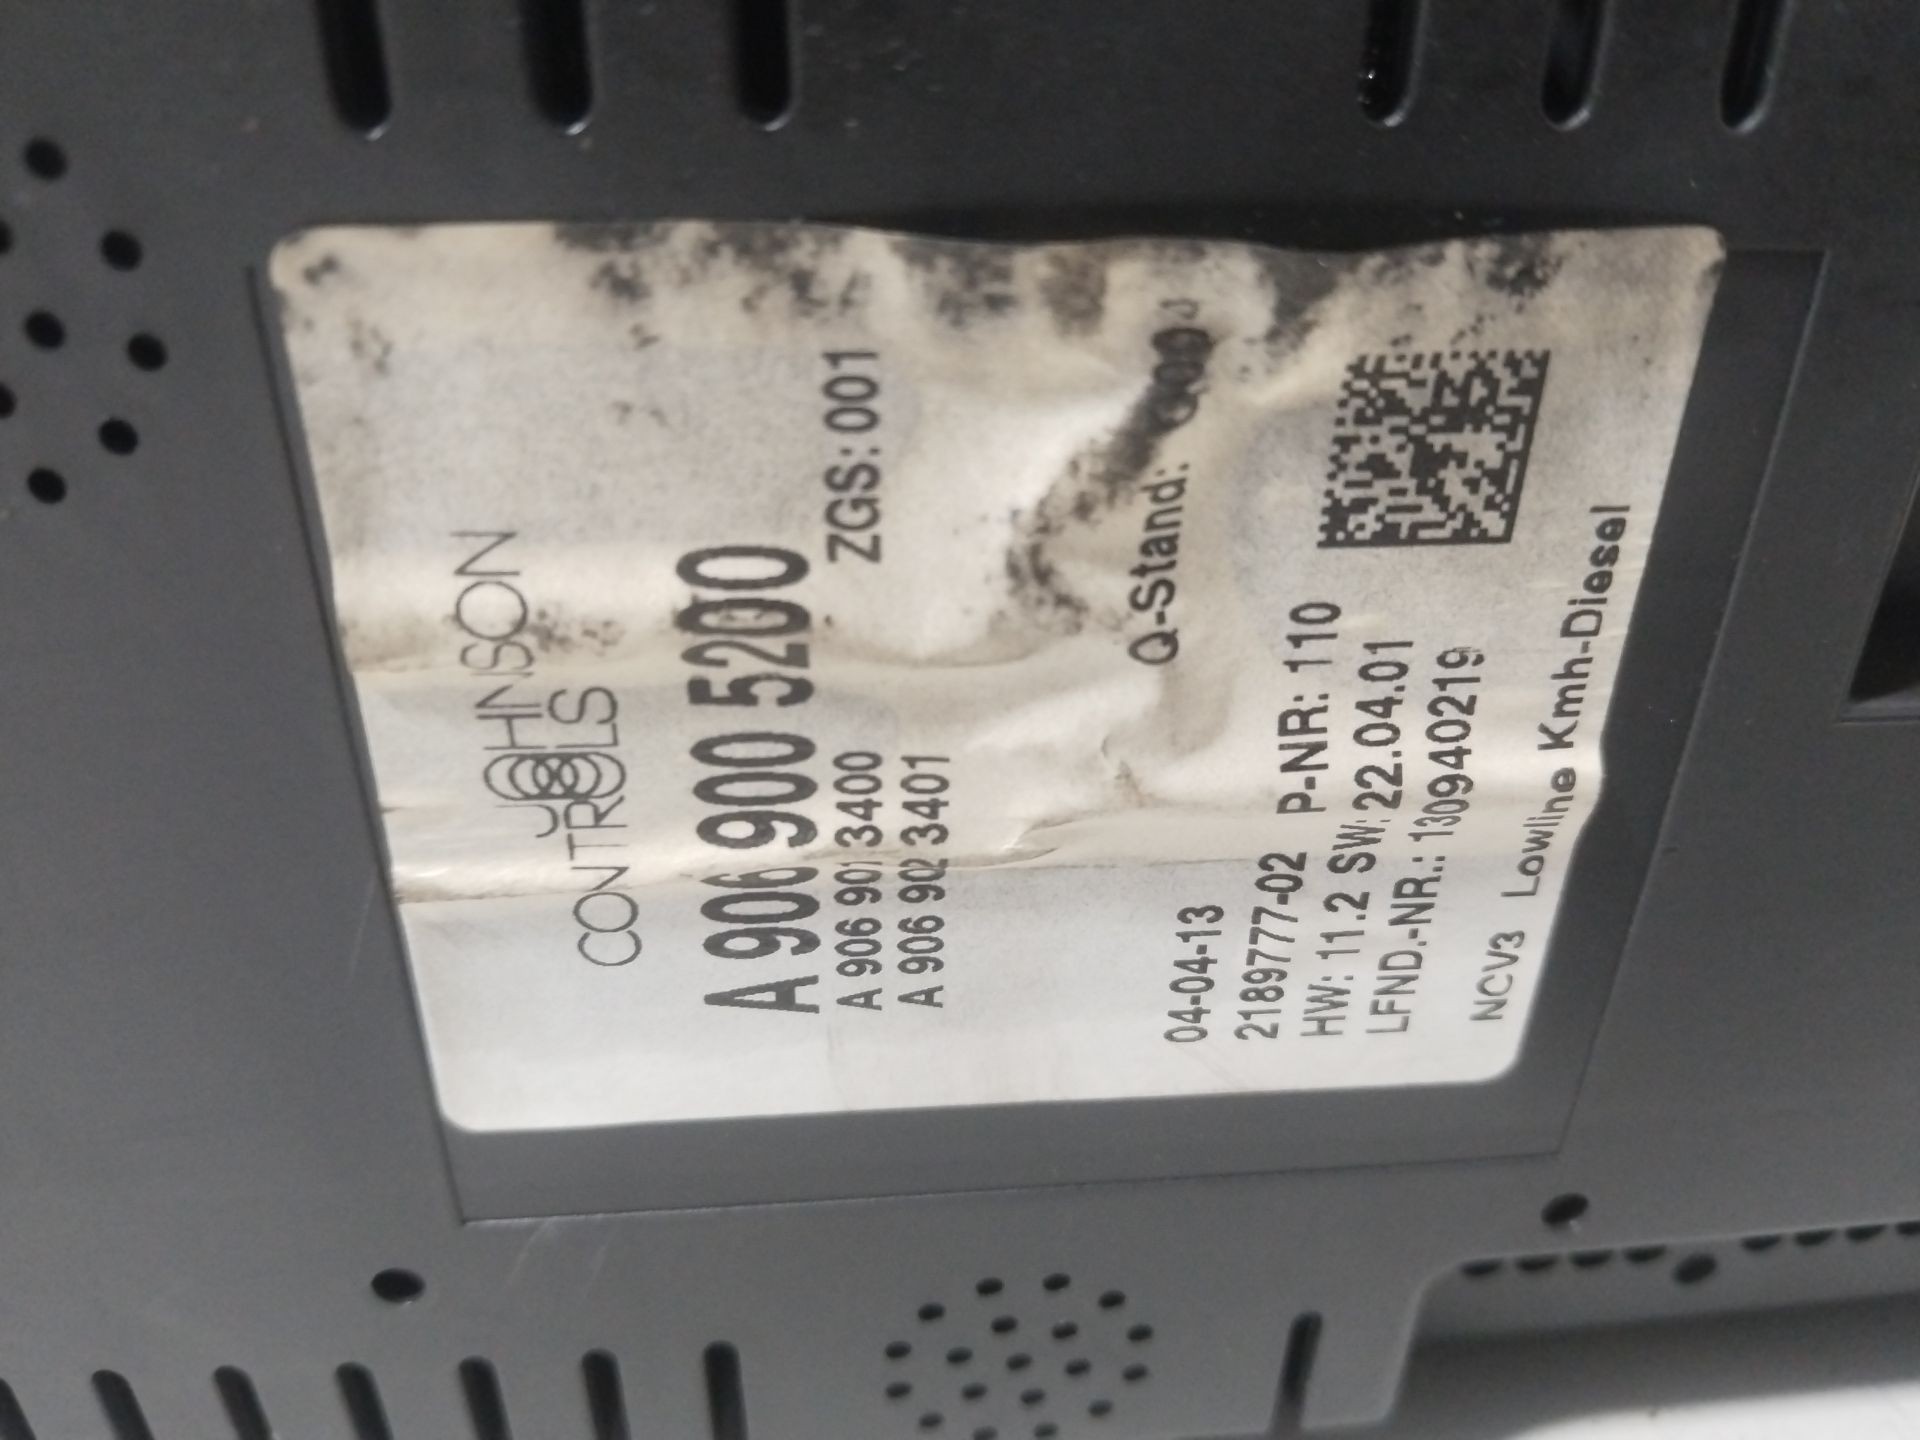 JOHNSON
CONTROLS
A 906 900 5200
A 906 901 3400 ZGS: 001
A 906 902 3401
04-04-13 Q-Stand:
2189777-02 P-NR: 110
HW: 11.2 SW: 22.04.01
LFND.-NR.: 130940219
NCV3 Lowline Kmh-Diesel